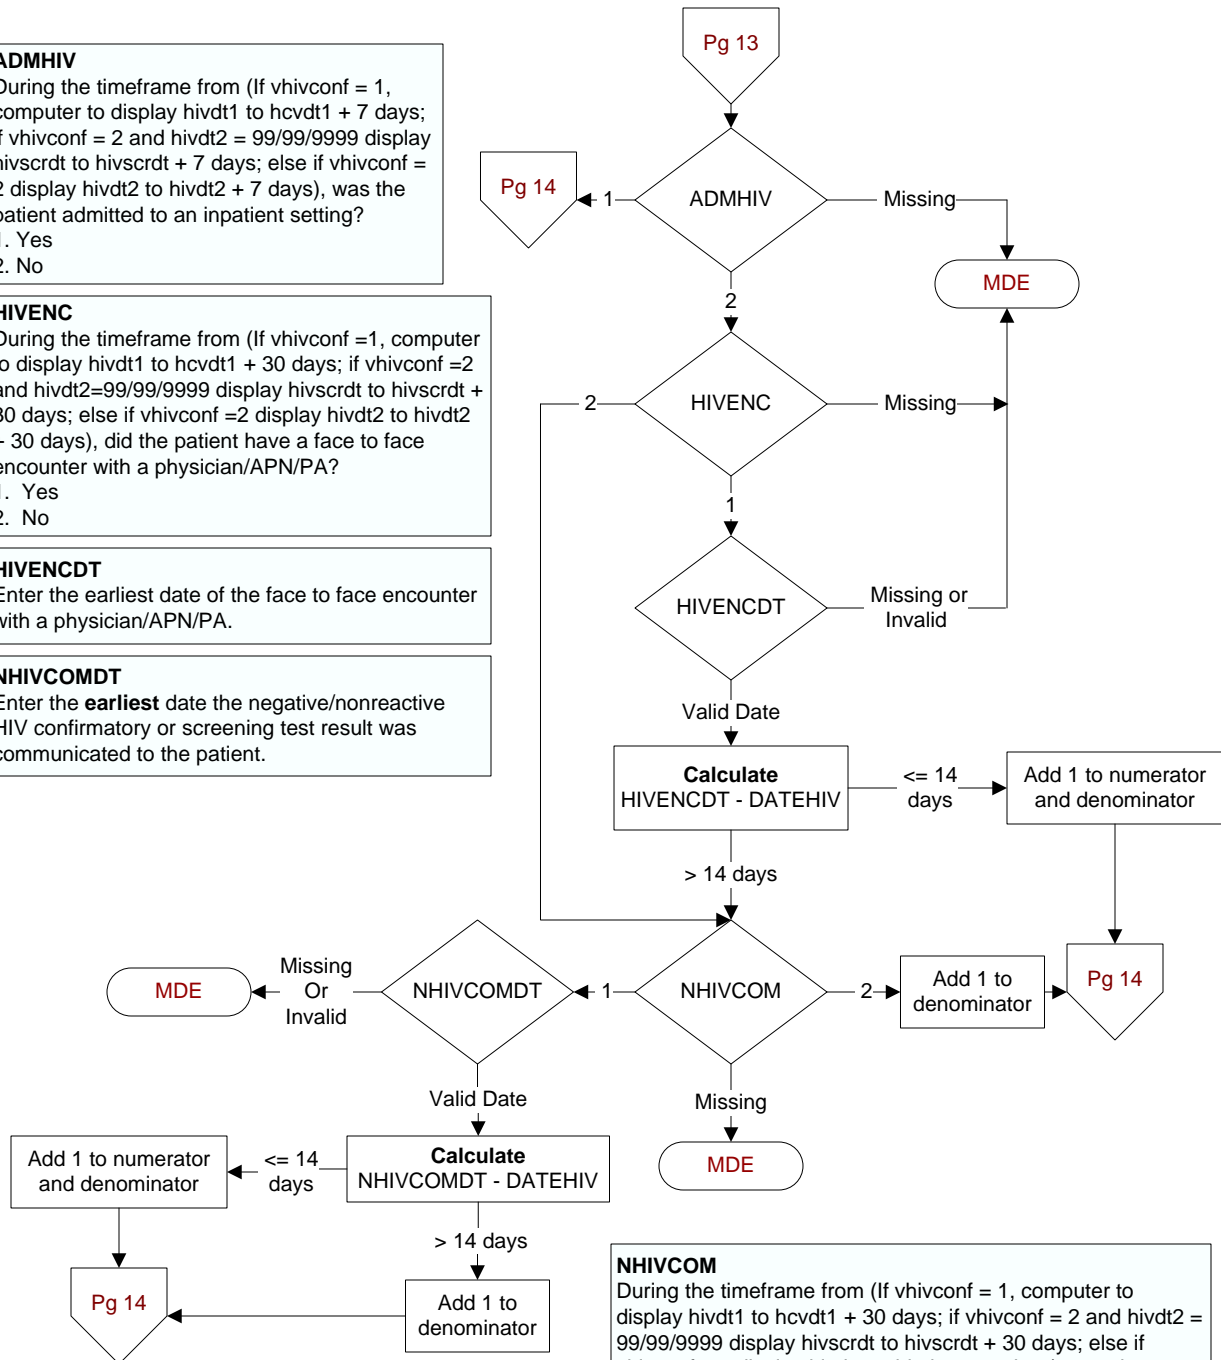 Pg 13
ADMHIV
During the timeframe from (If vhivconf = 1,
computer to display hivdt1 to hcvdt1 + 7 days;
if vhivconf = 2 and hivdt2 = 99/99/9999 display
hivscrdt to hivscrdt + 7 days; else if vhivconf =
2 display hivdt2 to hivdt2 + 7 days), was the
patient admitted to an inpatient setting?
1. Yes
2. No
Pg 14
1
ADMHIV
Missing
MDE
2
HIVENC
During the timeframe from (If vhivconf =1, computer
to display hivdt1 to hcvdt1 + 30 days; if vhivconf =2
and hivdt2=99/99/9999 display hivscrdt to hivscrdt +
30 days; else if vhivconf =2 display hivdt2 to hivdt2
+ 30 days), did the patient have a face to face
encounter with a physician/APN/PA?
1. Yes
2. No
2
HIVENC
Missing
1
HIVENCDT
Enter the earliest date of the face to face encounter
with a physician/APN/PA.
HIVENCDT
Missing or
Invalid
NHIVCOMDT
Enter the earliest date the negative/nonreactive
HIV confirmatory or screening test result was
communicated to the patient.
Valid Date
Calculate
HIVENCDT - DATEHIV
<= 14
days
Add 1 to numerator
and denominator
> 14 days
MDE
Missing
Or
Invalid
NHIVCOMDT
1
NHIVCOM
2
Add 1 to
denominator
Pg 14
Valid Date
Missing
MDE
Add 1 to numerator
and denominator
<= 14
days
Calculate
NHIVCOMDT - DATEHIV
> 14 days
Pg 14
Add 1 to
denominator
NHIVCOM
During the timeframe from (If vhivconf = 1, computer to
display hivdt1 to hcvdt1 + 30 days; if vhivconf = 2 and hivdt2 =
99/99/9999 display hivscrdt to hivscrdt + 30 days; else if